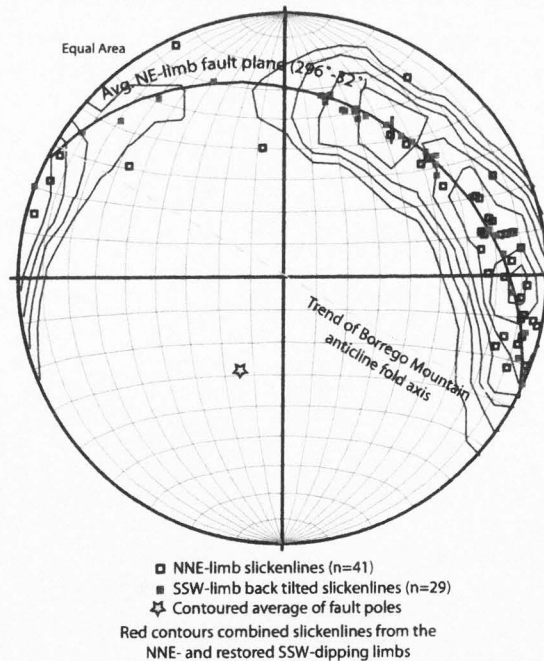 Equal Area
Avg. NE-limb fault plane (296°-32°)
Trend of Borrego Mountain
anticline fold axis
NNE-limb slickenlines (n=41)
SSW-limb back tilted slickenlines (n=29)
Contoured average of fault poles
Red contours combined slickenlines from the
NNE- and restored SSW-dipping limbs